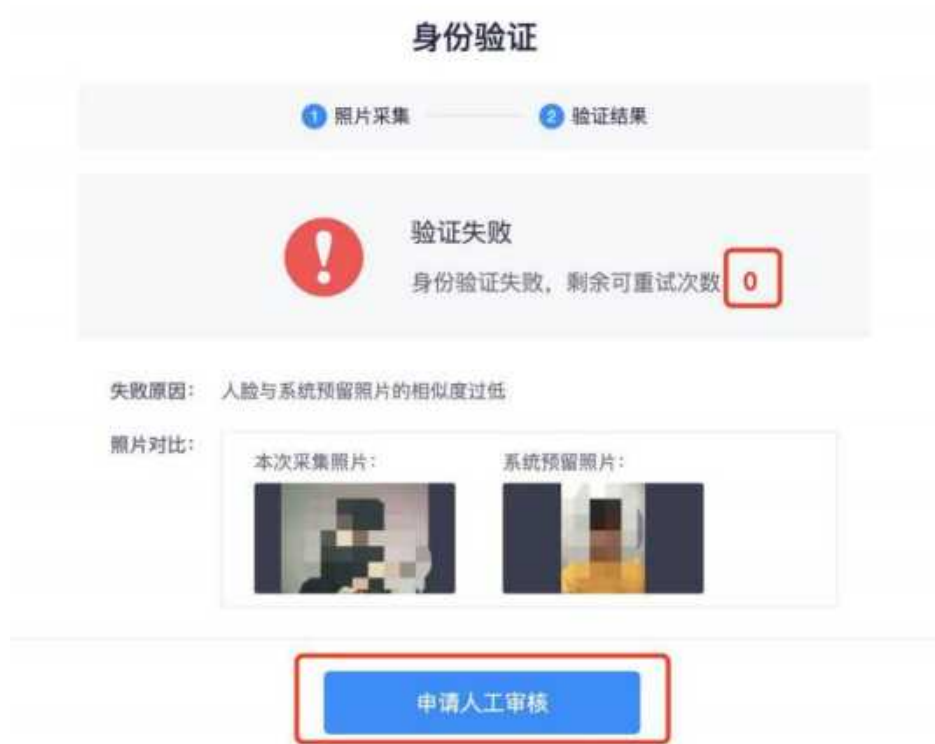 身份验证
1 照片采集 2 验证结果
验证失败
身份验证失败，剩余可重试次数 0
失败原因： 人脸与系统预留照片的相似度过低
照片对比：
本次采集照片： 系统预留照片：
申请人工审核